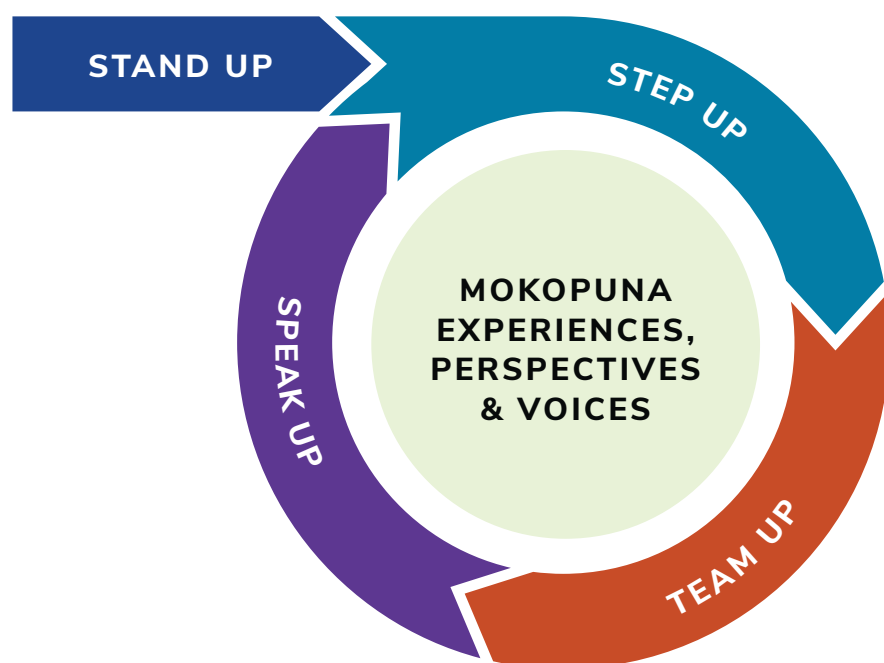 STAND UP
STEP UP
MOKOPUNA
EXPERIENCES,
PERSPECTIVES
& VOICES
SPEAK UP
TEAM UP